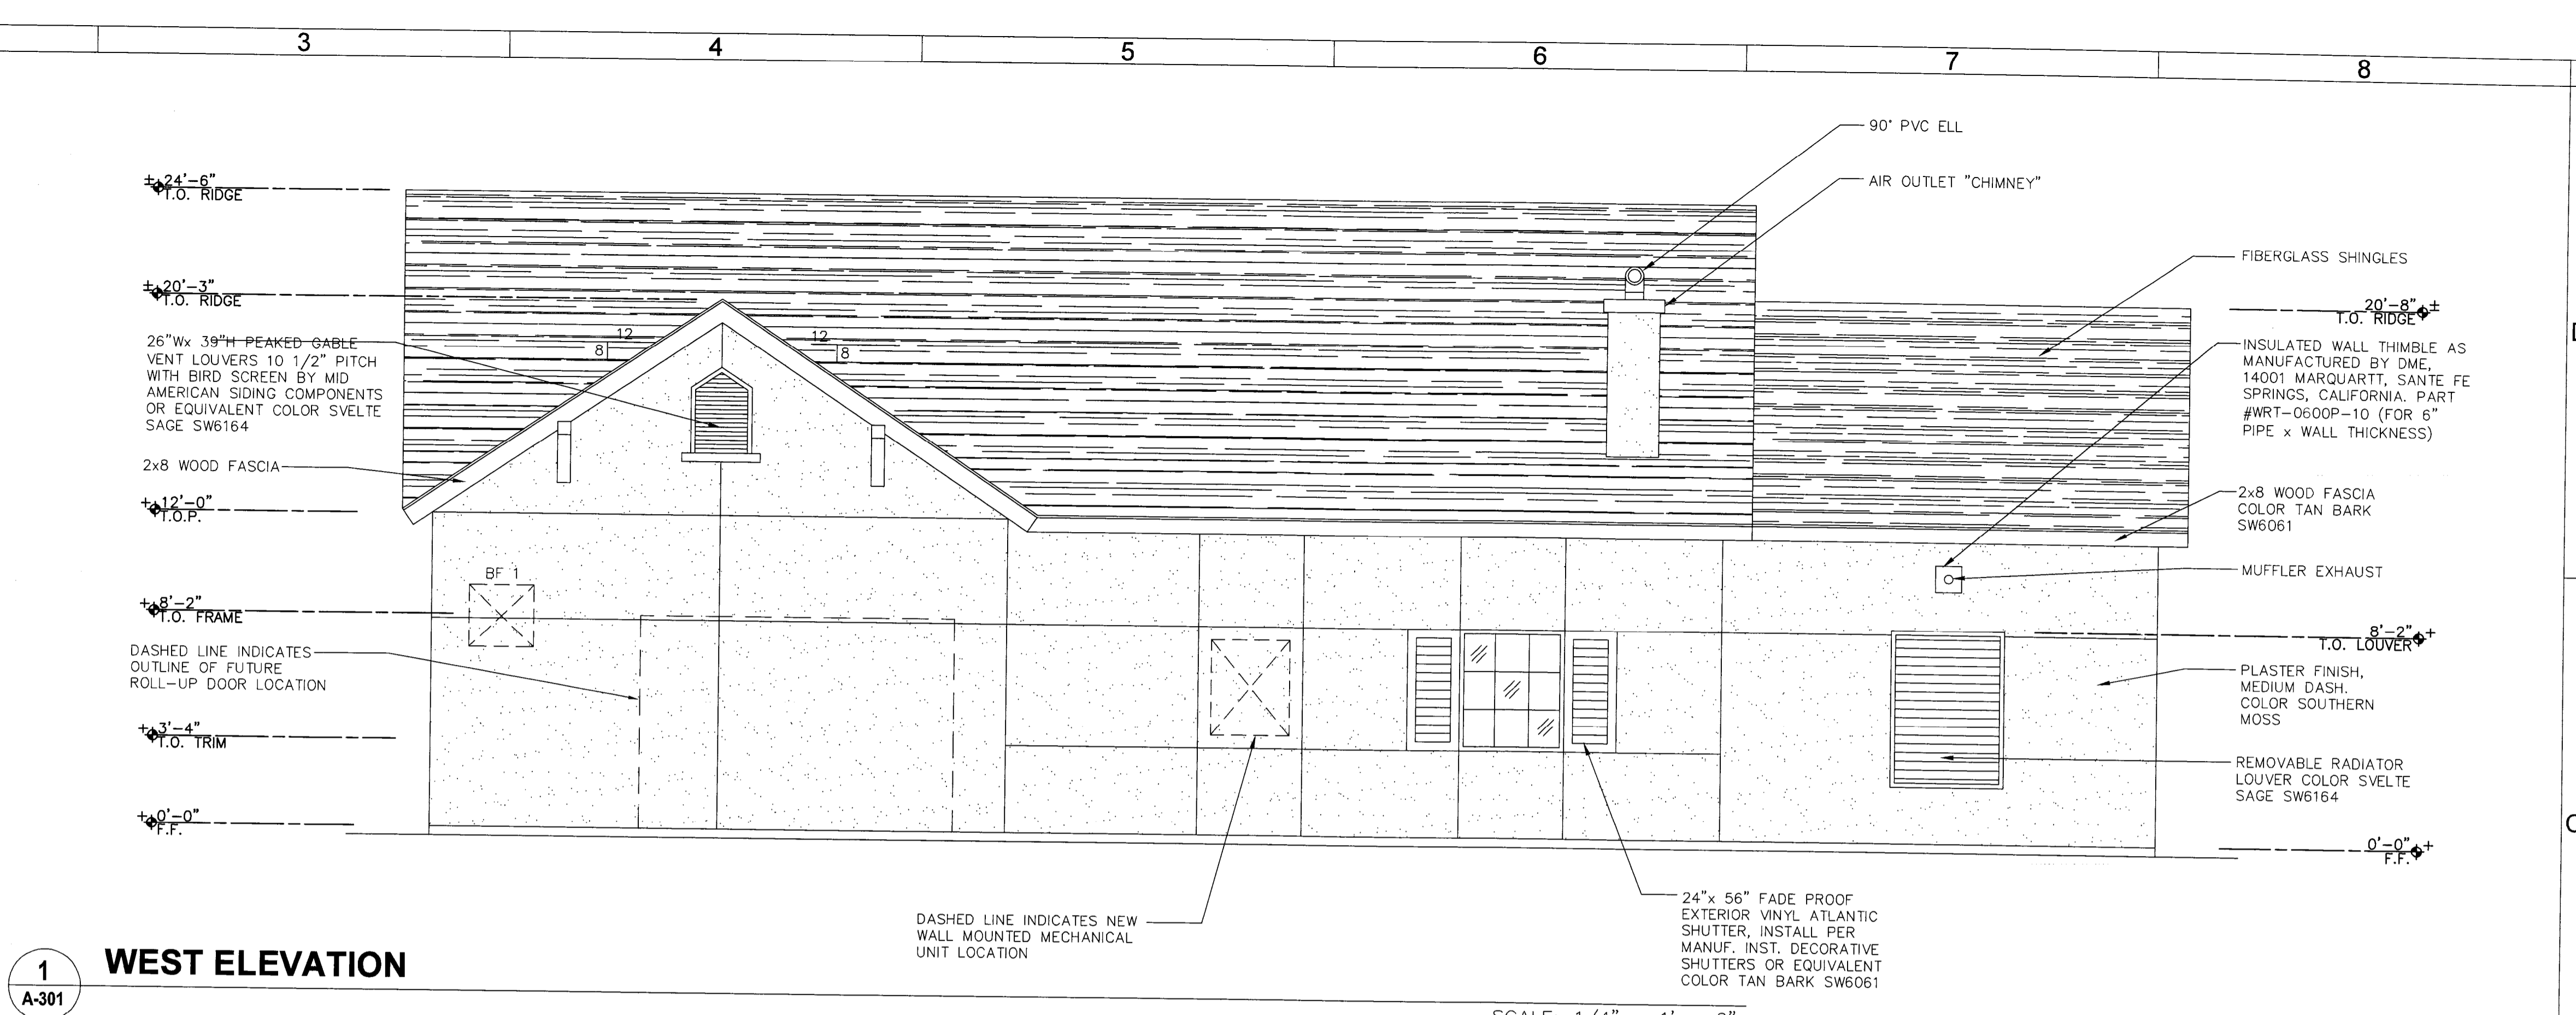 3 4 5 6 7 8
90° PVC ELL
AIR OUTLET "CHIMNEY"
± 24'-6"
T.O. RIDGE
± 20'-3"
T.O. RIDGE
26"Wx 39"H PEAKED GABLE
VENT LOUVERS 10 1/2" PITCH
WITH BIRD SCREEN BY MID
AMERICAN SIDING COMPONENTS
OR EQUIVALENT COLOR SVELTE
SAGE SW6164
2x8 WOOD FASCIA
+12'-0"
T.O.P.
+8'-2"
T.O. FRAME
DASHED LINE INDICATES
OUTLINE OF FUTURE
ROLL-UP DOOR LOCATION
+3'-4"
T.O. TRIM
+0'-0"
F.F.
12
8
12
8
BF 1
FIBERGLASS SHINGLES
20'-8" ±
T.O. RIDGE
INSULATED WALL THIMBLE AS
MANUFACTURED BY DME,
14001 MARQUARTT, SANTE FE
SPRINGS, CALIFORNIA. PART
#WRT-0600P-10 (FOR 6"
PIPE x WALL THICKNESS)
2x8 WOOD FASCIA
COLOR TAN BARK
SW6061
MUFFLER EXHAUST
8'-2" +
T.O. LOUVER
PLASTER FINISH,
MEDIUM DASH.
COLOR SOUTHERN
MOSS
REMOVABLE RADIATOR
LOUVER COLOR SVELTE
SAGE SW6164
0'-0" +
F.F.
DASHED LINE INDICATES NEW
WALL MOUNTED MECHANICAL
UNIT LOCATION
24"x 56" FADE PROOF
EXTERIOR VINYL ATLANTIC
SHUTTER, INSTALL PER
MANUF. INST. DECORATIVE
SHUTTERS OR EQUIVALENT
COLOR TAN BARK SW6061
1
A-301
WEST ELEVATION
C